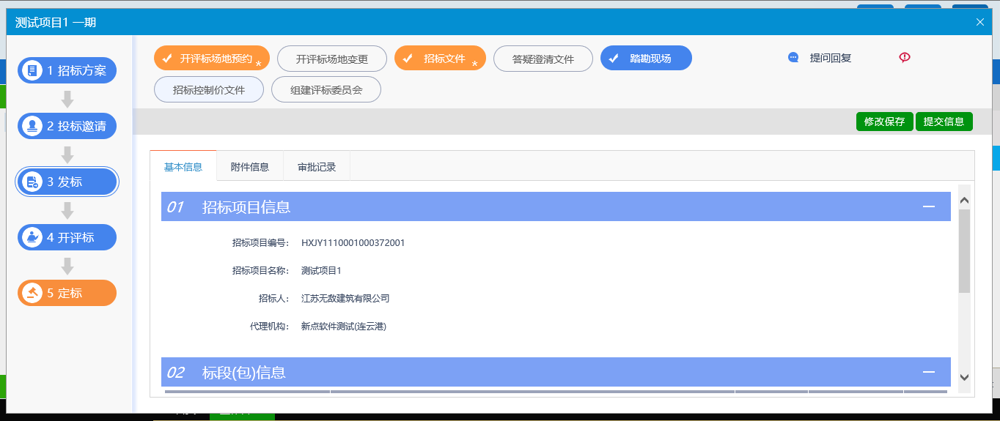 测试项目1 一期
1 招标方案
2 投标邀请
3 发标
4 开评标
5 定标
开评标场地预约 *
开评标场地变更
招标文件 *
答疑澄清文件
踏勘现场
提问回复
招标控制价文件
组建评标委员会
修改保存
提交信息
基本信息
附件信息
审批记录
01 招标项目信息
招标项目编号: HXJY1110001000372001
招标项目名称: 测试项目1
招标人: 江苏无敌建筑有限公司
代理机构: 新点软件测试(连云港)
02 标段(包)信息